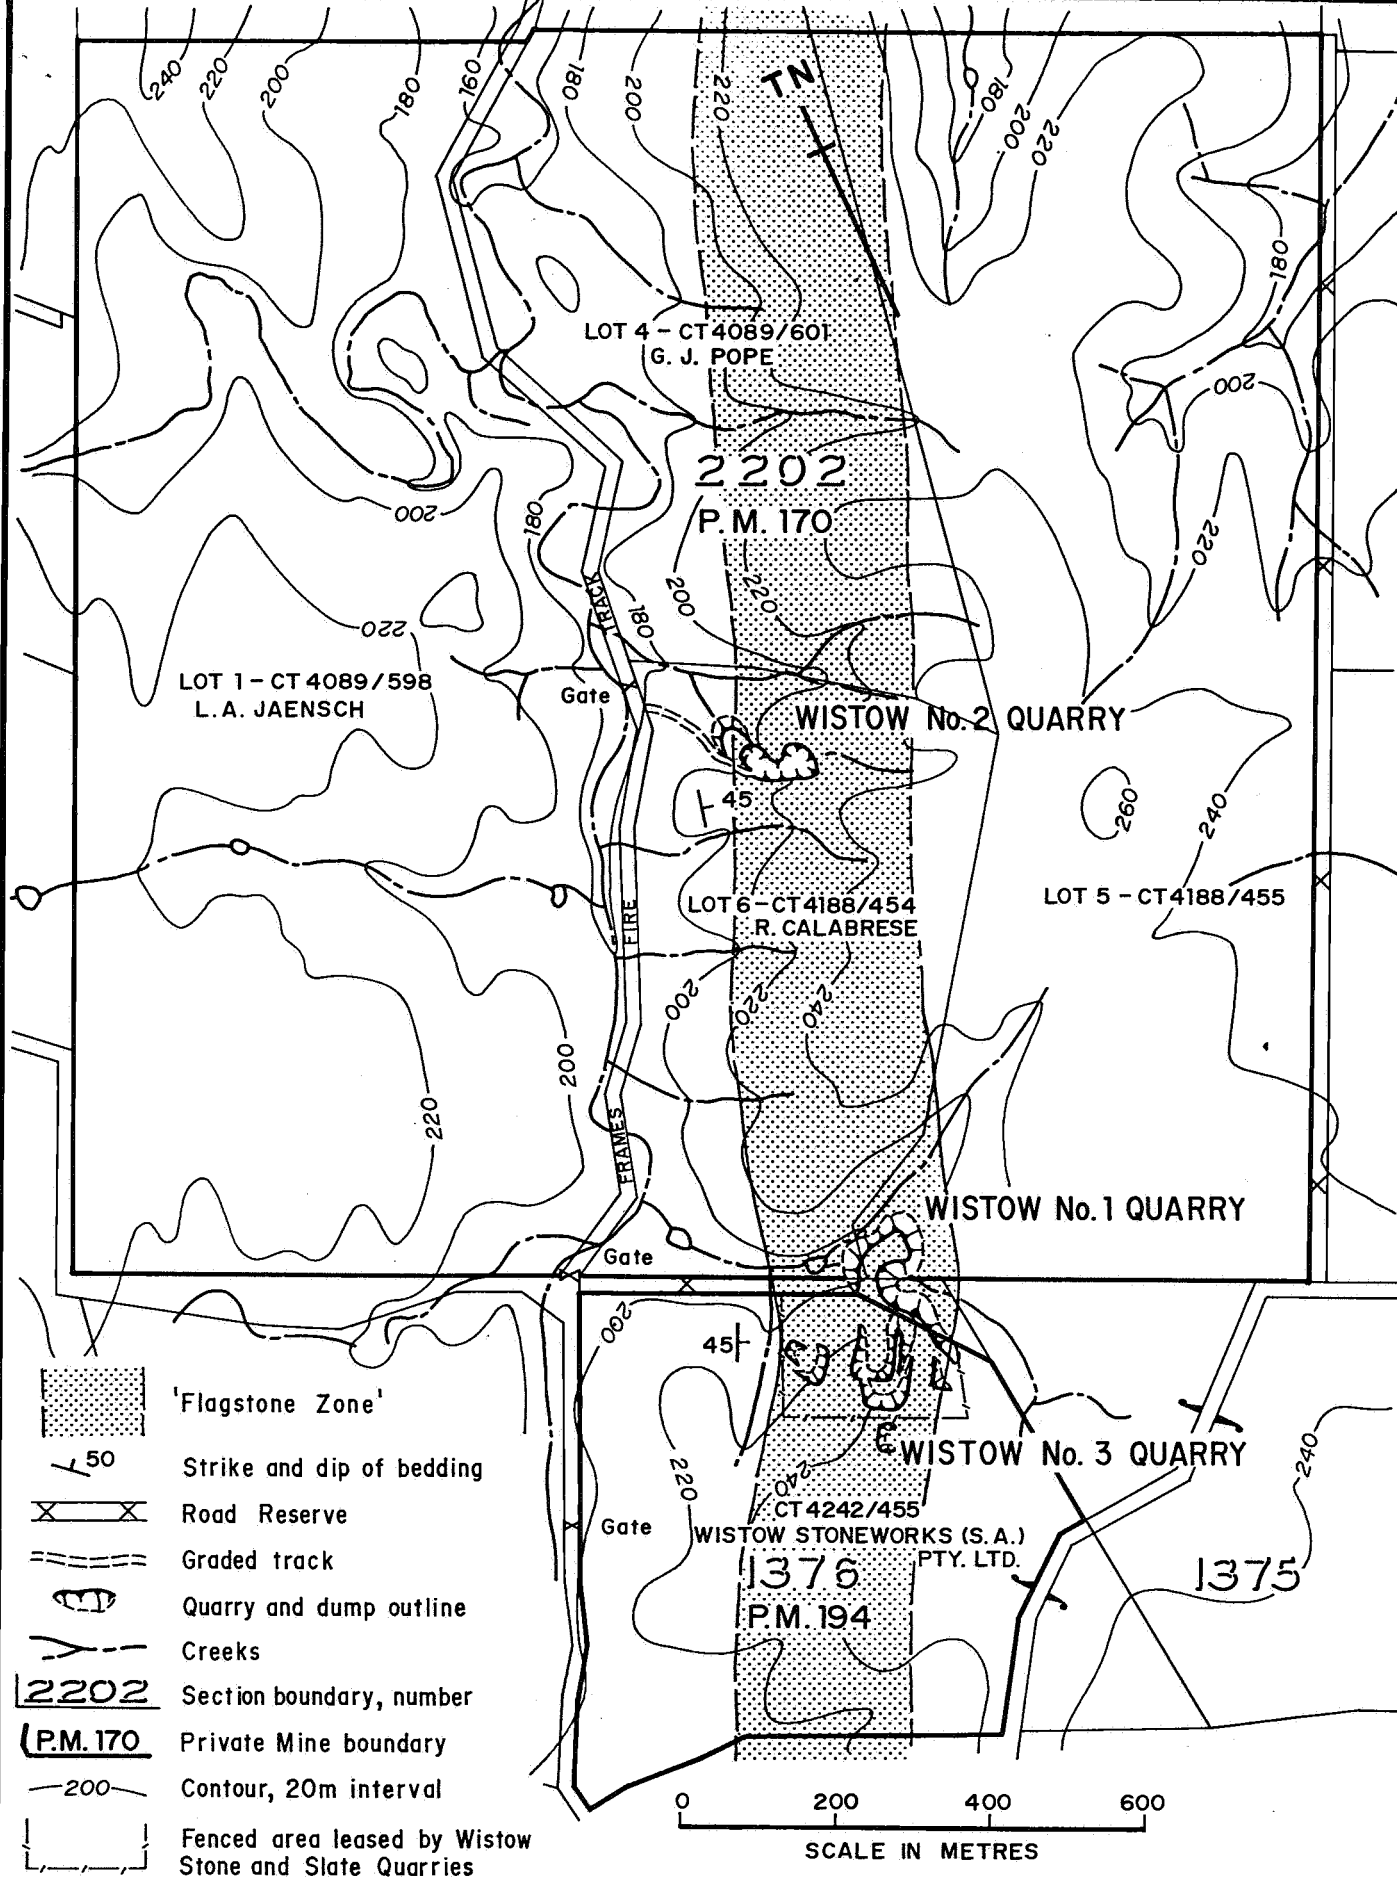 240
220
200
180
160
180
200
220
TN
180
200
220
180
LOT 4 - CT 4089/601
G. J. POPE
200
2202
P.M. 170
200
180
220
TRACK
180
200
220
220
LOT 1 - CT 4089/598
L.A. JAENSCH
Gate
WISTOW No. 2 QUARRY
45
260
240
LOT 6 - CT 4188/454
R. CALABRESE
LOT 5 - CT 4188/455
FIRE
200
220
240
200
220
FRAMES
WISTOW No. 1 QUARRY
Gate
200
45
WISTOW No. 3 QUARRY
220
240
240
CT 4242/455
WISTOW STONEWORKS (S.A.)
PTY. LTD.
Gate
1376
P.M. 194
1375
'Flagstone Zone'
50
Strike and dip of bedding
Road Reserve
Graded track
Quarry and dump outline
Creeks
2202 Section boundary, number
P.M. 170 Private Mine boundary
200 Contour, 20m interval
Fenced area leased by Wistow
Stone and Slate Quarries
0 200 400 600
SCALE IN METRES